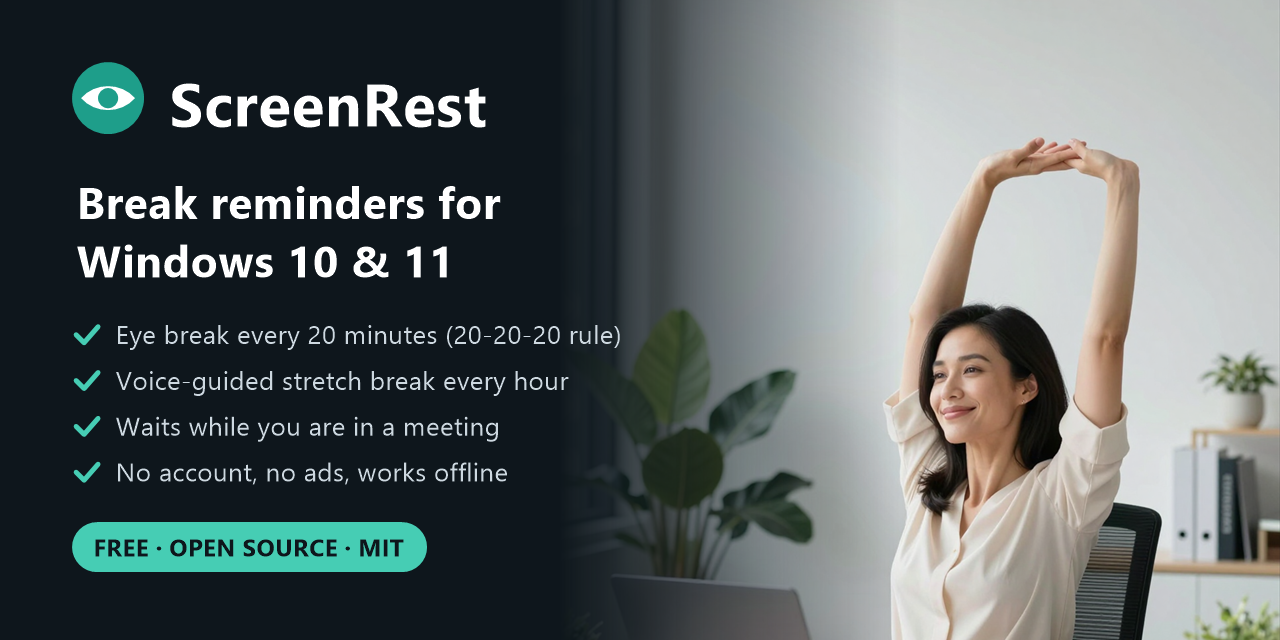 ScreenRest
Break reminders for
Windows 10 & 11
Eye break every 20 minutes (20-20-20 rule)
Voice-guided stretch break every hour
Waits while you are in a meeting
No account, no ads, works offline
FREE · OPEN SOURCE · MIT